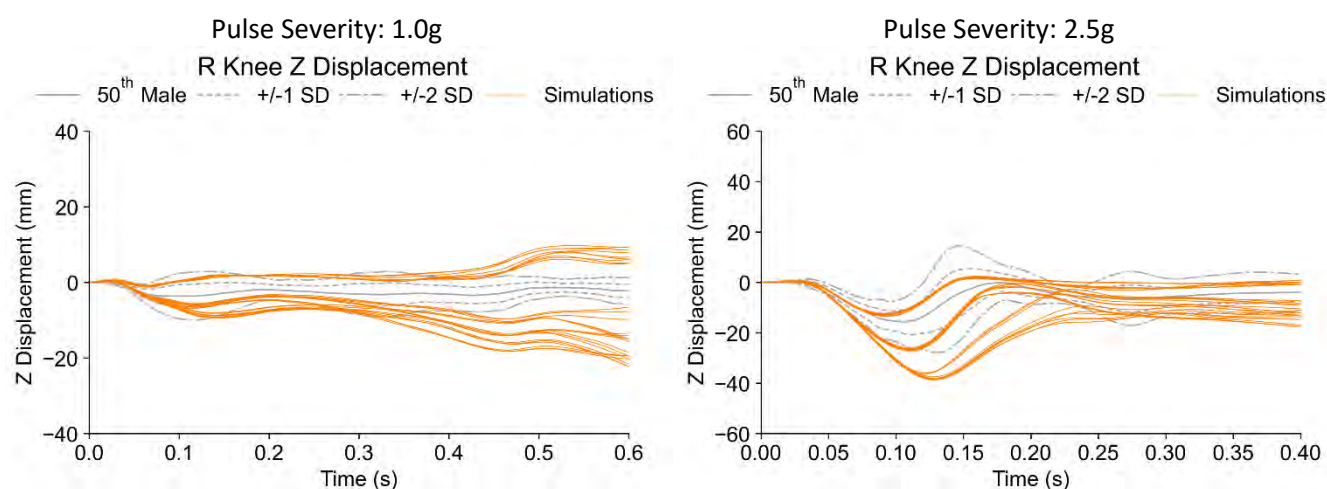 Pulse Severity: 1.0g
R Knee Z Displacement
50th Male +/-1 SD +/-2 SD Simulations
40
20
0
−20
−40
Z Displacement (mm)
0.0 0.1 0.2 0.3 0.4 0.5 0.6
Time (s)
Pulse Severity: 2.5g
R Knee Z Displacement
50th Male +/-1 SD +/-2 SD Simulations
60
40
20
0
−20
−40
−60
Z Displacement (mm)
0.00 0.05 0.10 0.15 0.20 0.25 0.30 0.35 0.40
Time (s)